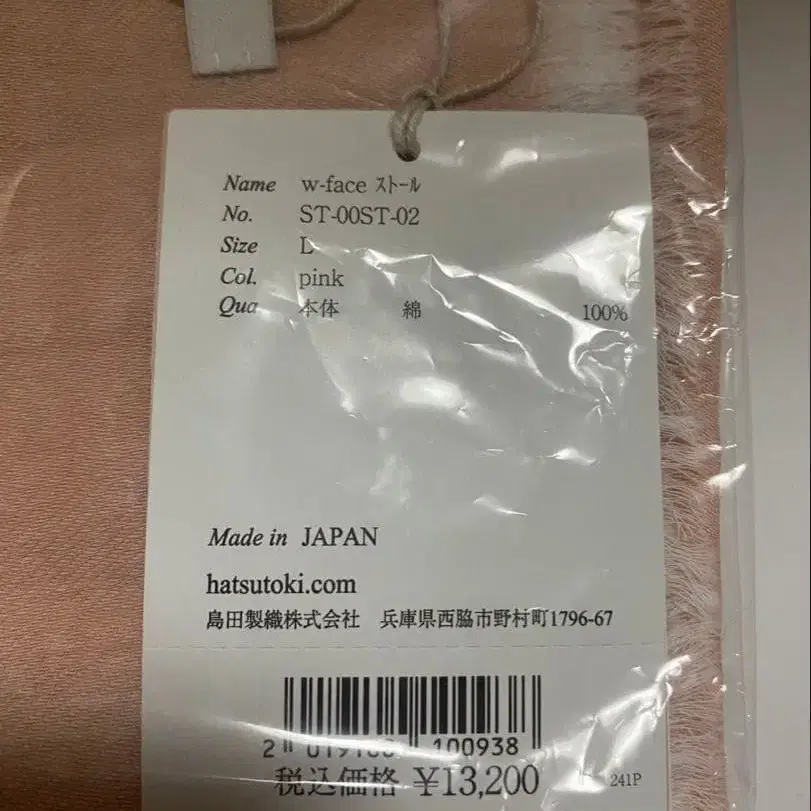 Name w-face ストール
No. ST-00ST-02
Size L
Col. pink
Qua 本体 綿 100%
Made in JAPAN
hatsutoki.com
島田製織株式会社 兵庫県西脇市野村町1796-67
2 100938
税込価格 ¥13,200
241P